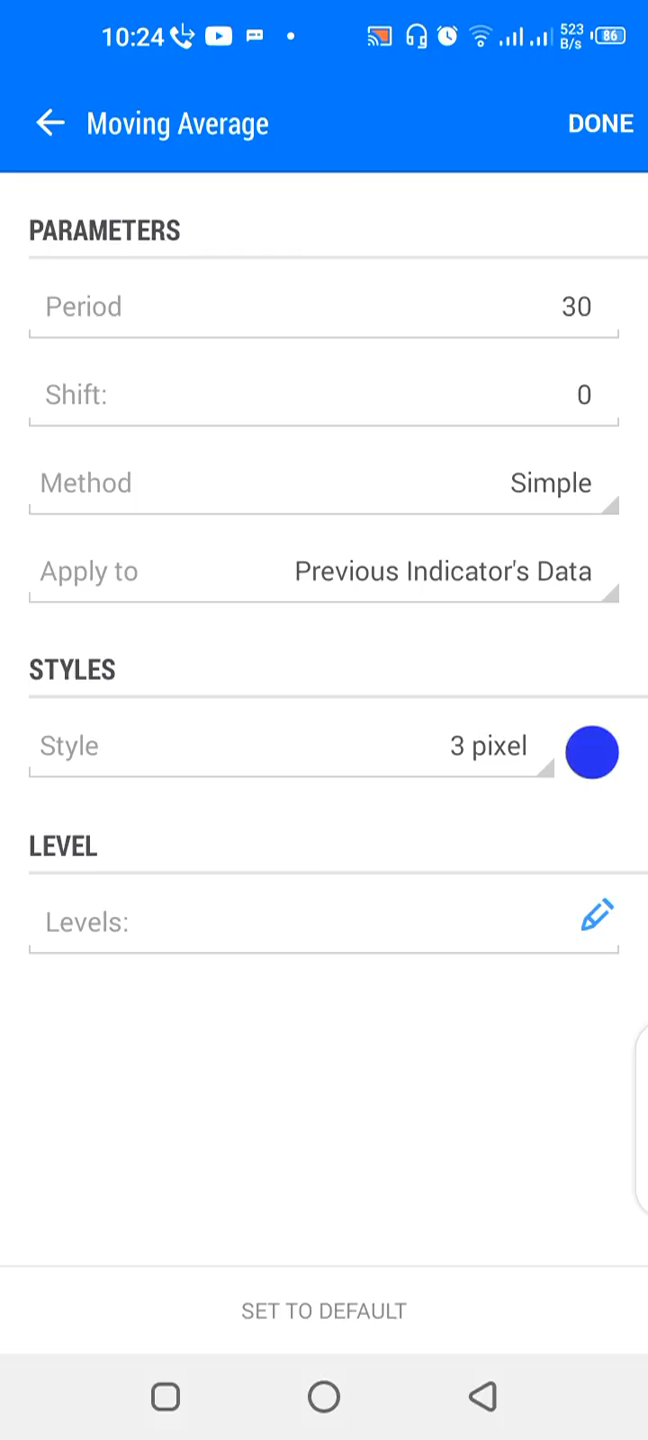 10:24 523 B/s 86
Moving Average DONE
PARAMETERS
Period 30
Shift: 0
Method Simple
Apply to Previous Indicator's Data
STYLES
Style 3 pixel
LEVEL
Levels:
SET TO DEFAULT